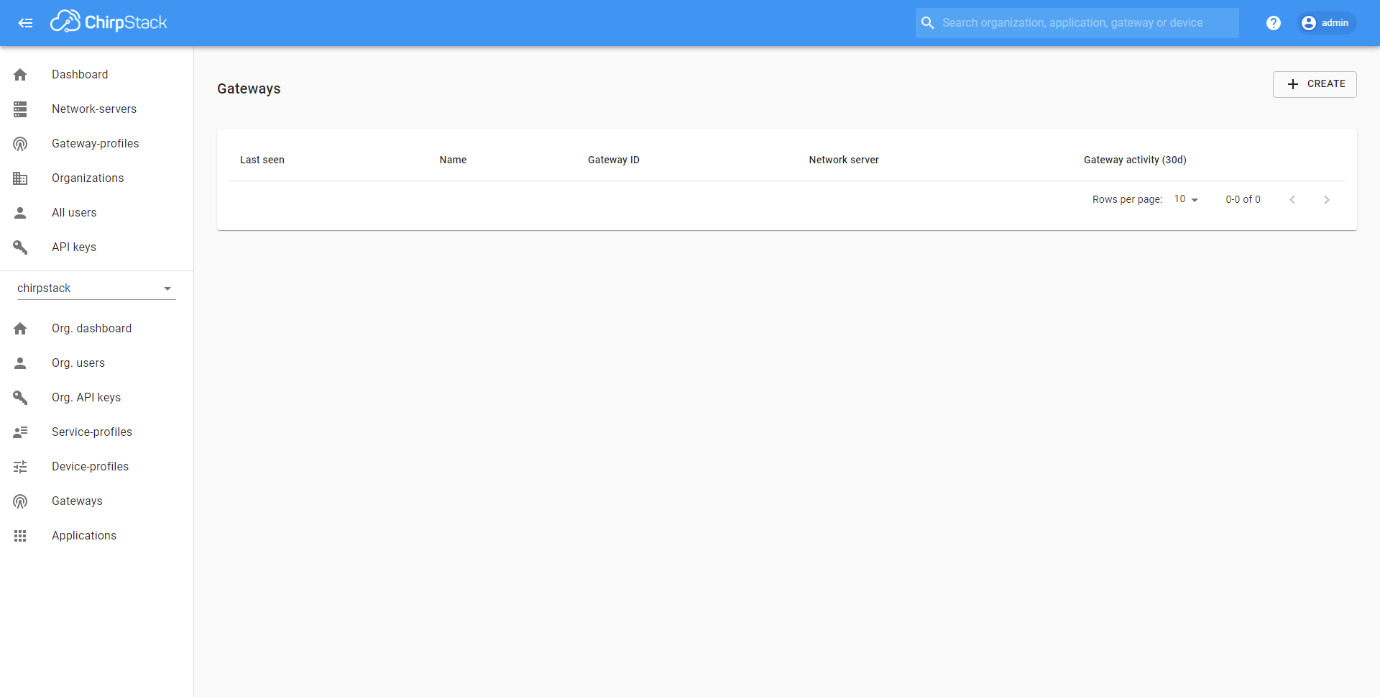 ChirpStack
Search organization, application, gateway or device
? admin
Dashboard
Network-servers
Gateway-profiles
Organizations
All users
API keys
chirpstack
Org. dashboard
Org. users
Org. API keys
Service-profiles
Device-profiles
Gateways
Applications
Gateways
+ CREATE
Last seen Name Gateway ID Network server Gateway activity (30d)
Rows per page: 10 0-0 of 0